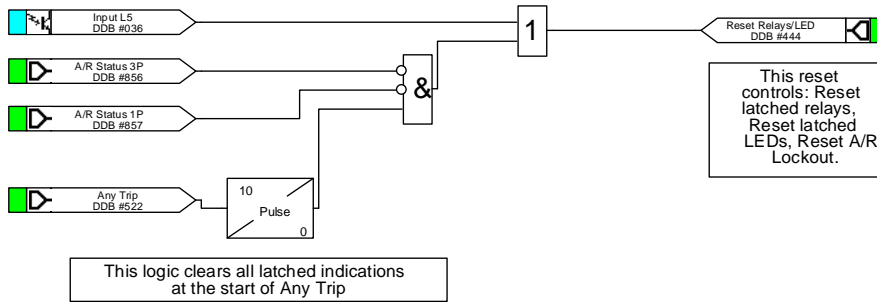 Input L5
DDB #036
1
Reset Relays/LED
DDB #444
A/R Status 3P
DDB #856
&
A/R Status 1P
DDB #857
This reset
controls: Reset
latched relays,
Reset latched
LEDs, Reset A/R
Lockout.
Any Trip
DDB #522
10
Pulse
0
This logic clears all latched indications
at the start of Any Trip